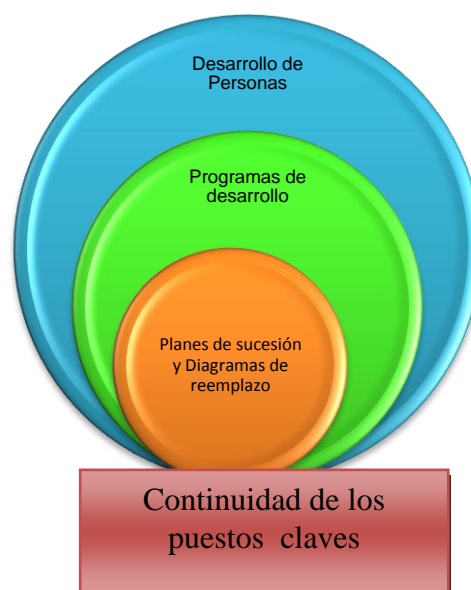 Desarrollo de
Personas
Programas de
desarrollo
Planes de sucesión
y Diagramas de
reemplazo
Continuidad de los
puestos claves